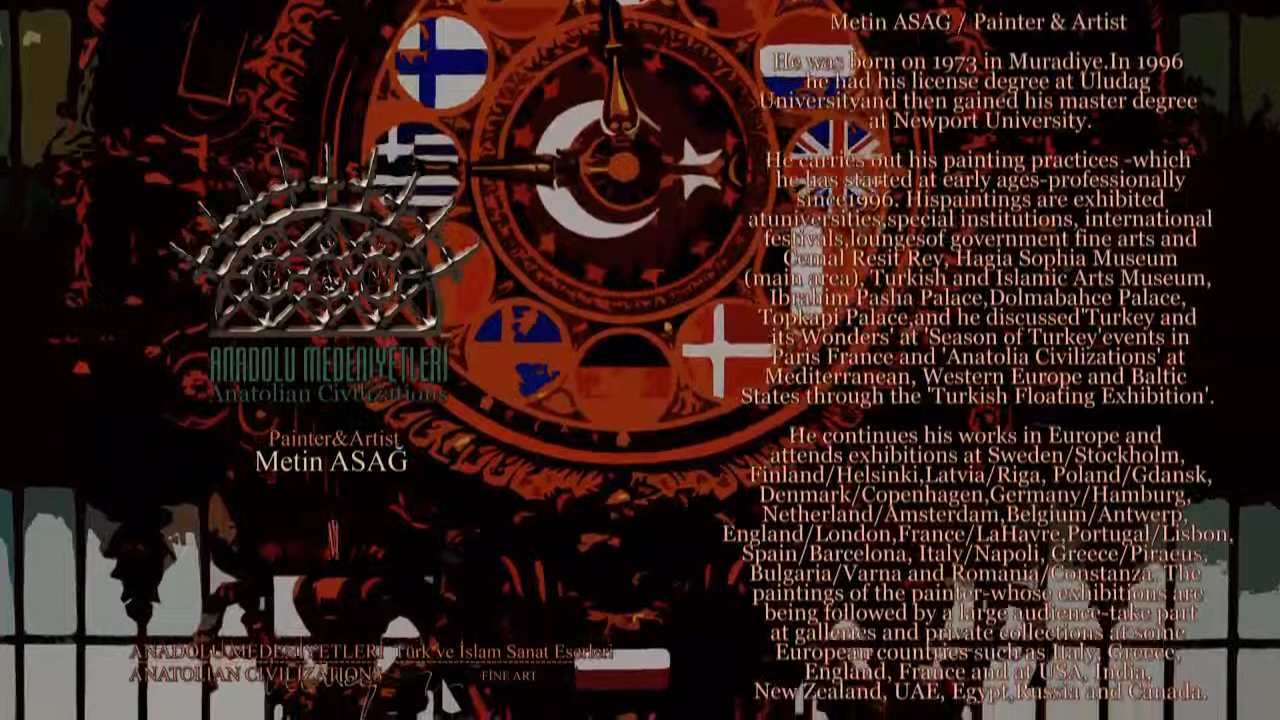 Metin ASAĞ / Painter & Artist
He was born on 1973 in Muradiye.In 1996
he had his license degree at Uludag
Universityand then gained his master degree
at Newport University.
He carries out his painting practices -which
he has started at early ages-professionally
since1996. Hispaintings are exhibited
atuniversities,special institutions, international
festivals,loungesof government fine arts and
Cemal Resit Rey, Hagia Sophia Museum
(main area), Turkish and Islamic Arts Museum,
Ibrahim Pasha Palace,Dolmabahce Palace,
Topkapi Palace,and he discussed'Turkey and
its Wonders' at 'Season of Turkey'events in
Paris France and 'Anatolia Civilizations' at
Mediterranean, Western Europe and Baltic
States through the 'Turkish Floating Exhibition'.
He continues his works in Europe and
attends exhibitions at Sweden/Stockholm,
Finland/Helsinki,Latvia/Riga, Poland/Gdansk,
Denmark/Copenhagen,Germany/Hamburg,
Netherland/Amsterdam,Belgium/Antwerp,
England/London,France/LaHavre,Portugal/Lisbon,
Spain/Barcelona, Italy/Napoli, Greece/Piraeus,
Bulgaria/Varna and Romania/Constanza. The
paintings of the painter-whose exhibitions are
being followed by a large audience-take part
at galleries and private collections at some
European countries such as Italy, Greece,
England, France and at USA, India,
New Zealand, UAE, Egypt,Russia and Canada.
ANADOLU MEDENİYETLERİ
Anatolian Civilizations
Painter&Artist
Metin ASAĞ
ANADOLU MEDENİYETLERİ Türk ve İslam Sanat Eserleri
ANATOLIAN CIVILIZATIONS FİNE ART